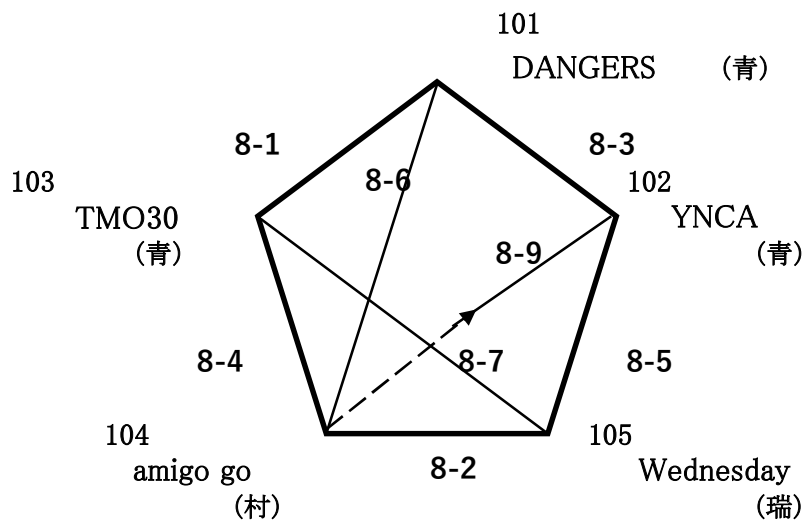 101
DANGERS (青)
8-1
8-3
8-6
103
102
TMO30
(青)
YNCA
(青)
8-9
8-4
8-7
8-5
104
105
amigo go
(村)
8-2
Wednesday
(瑞)